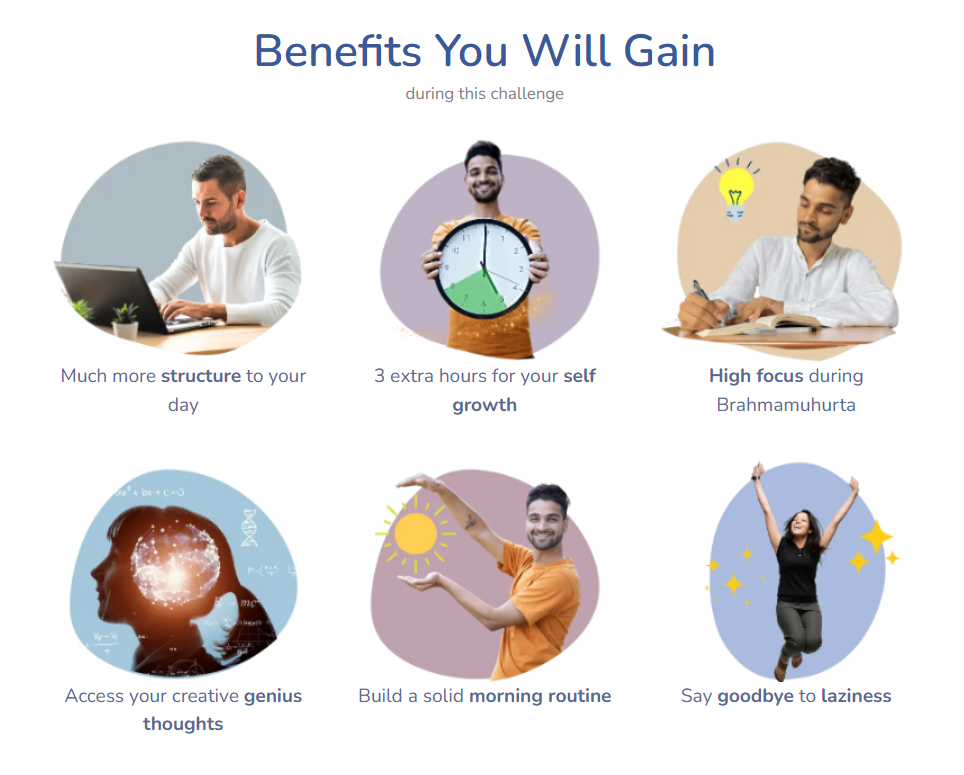 Benefits You Will Gain
during this challenge
Much more structure to your
day
3 extra hours for your self
growth
High focus during
Brahmamuhurta
Access your creative genius
thoughts
Build a solid morning routine
Say goodbye to laziness